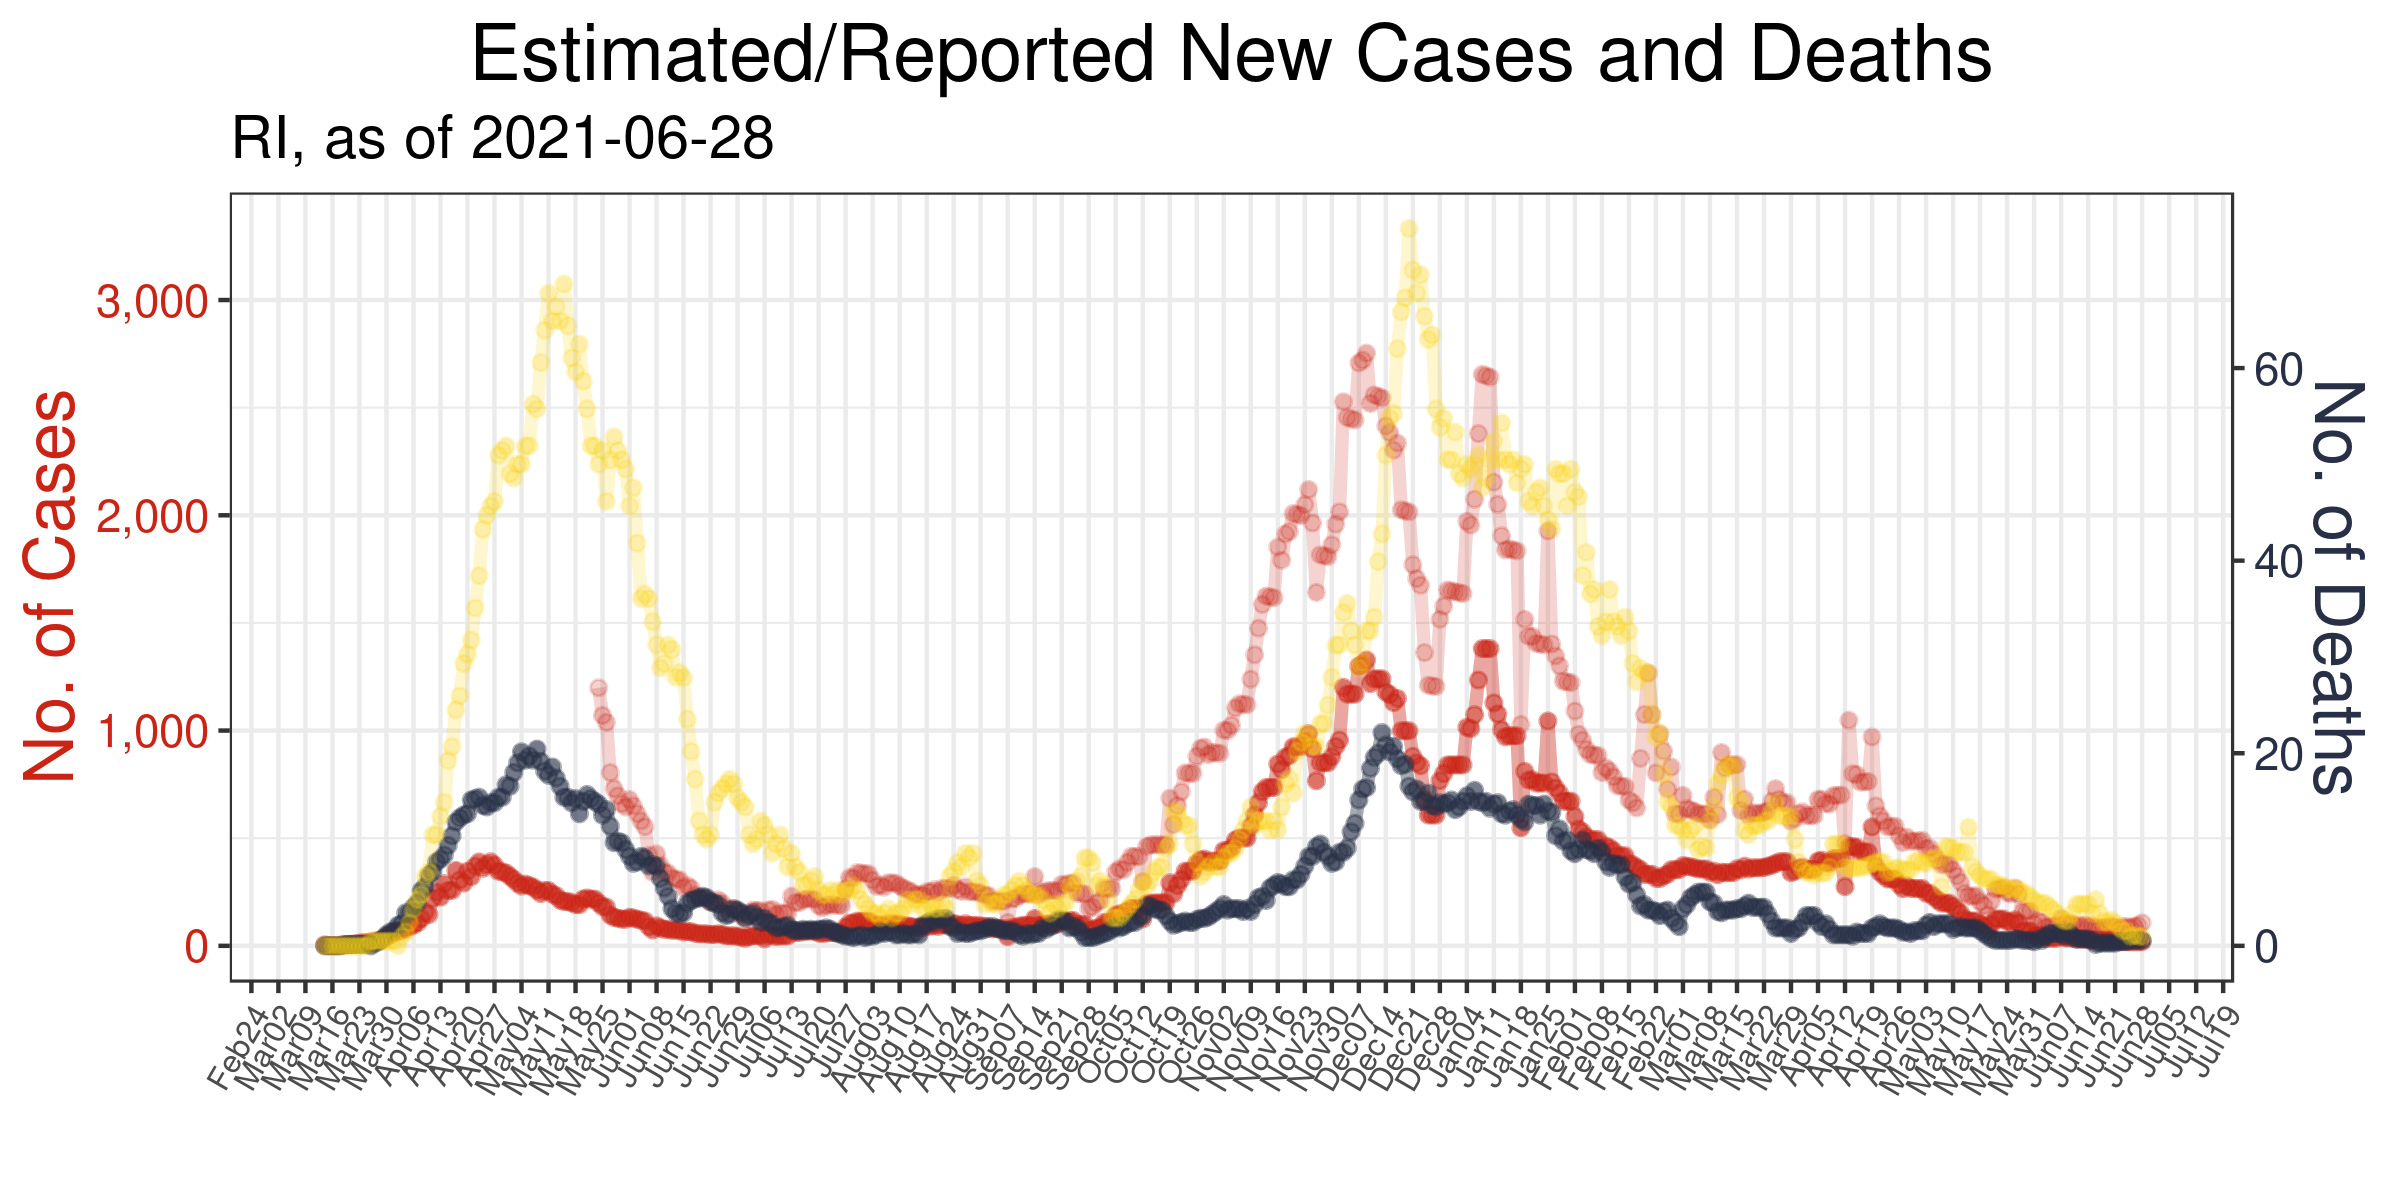 Estimated/Reported New Cases and Deaths
RI, as of 2021-06-28
No. of Cases
3,000
2,000
1,000
0
60
40
20
0
No. of Deaths
Feb24
Mar02
Mar09
Mar16
Mar23
Mar30
Apr06
Apr13
Apr20
Apr27
May04
May11
May18
May25
Jun01
Jun08
Jun15
Jun22
Jun29
Jul06
Jul13
Jul20
Jul27
Aug03
Aug10
Aug17
Aug24
Aug31
Sep07
Sep14
Sep21
Sep28
Oct05
Oct12
Oct19
Oct26
Nov02
Nov09
Nov16
Nov23
Nov30
Dec07
Dec14
Dec21
Dec28
Jan04
Jan11
Jan18
Jan25
Feb01
Feb08
Feb15
Feb22
Mar01
Mar08
Mar15
Mar22
Mar29
Apr05
Apr12
Apr19
Apr26
May03
May10
May17
May24
May31
Jun07
Jun14
Jun21
Jun28
Jul05
Jul12
Jul19